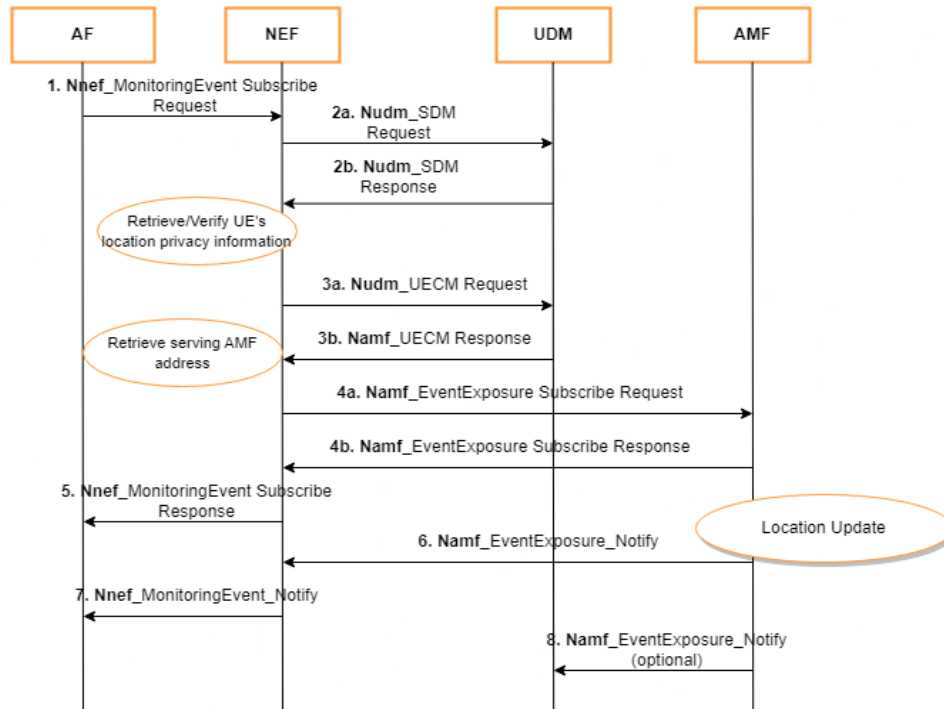 AF
NEF
UDM
AMF
1. Nnef_MonitoringEvent Subscribe
Request
2a. Nudm_SDM
Request
2b. Nudm_SDM
Response
Retrieve/Verify UE's
location privacy information
3a. Nudm_UECM Request
3b. Namf_UECM Response
Retrieve serving AMF
address
4a. Namf_EventExposure Subscribe Request
4b. Namf_EventExposure Subscribe Response
5. Nnef_MonitoringEvent Subscribe
Response
Location Update
6. Namf_EventExposure_Notify
7. Nnef_MonitoringEvent_Notify
8. Namf_EventExposure_Notify
(optional)